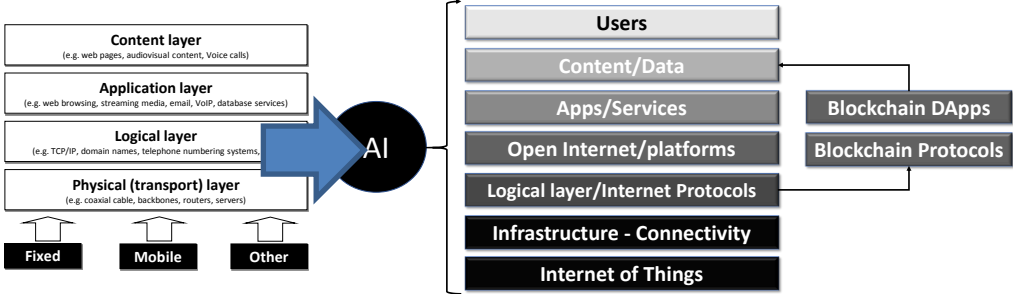 Content layer
(e.g. web pages, audiovisual content, Voice calls)
Application layer
(e.g. web browsing, streaming media, email, VoIP, database services)
Logical layer
(e.g. TCP/IP, domain names, telephone numbering systems,
Physical (transport) layer
(e.g. coaxial cable, backbones, routers, servers)
Fixed
Mobile
Other
AI
Users
Content/Data
Apps/Services
Open Internet/platforms
Logical layer/Internet Protocols
Infrastructure - Connectivity
Internet of Things
Blockchain DApps
Blockchain Protocols